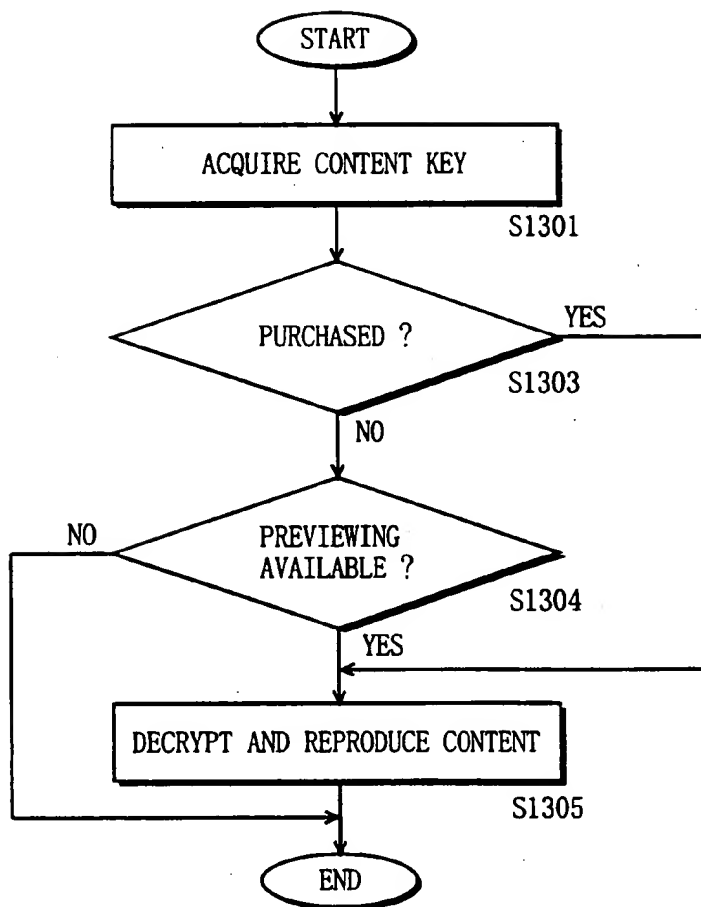 START
ACQUIRE CONTENT KEY
S1301
PURCHASED ?
YES
S1303
NO
NO
PREVIEWING
AVAILABLE ?
S1304
YES
DECRYPT AND REPRODUCE CONTENT
S1305
END